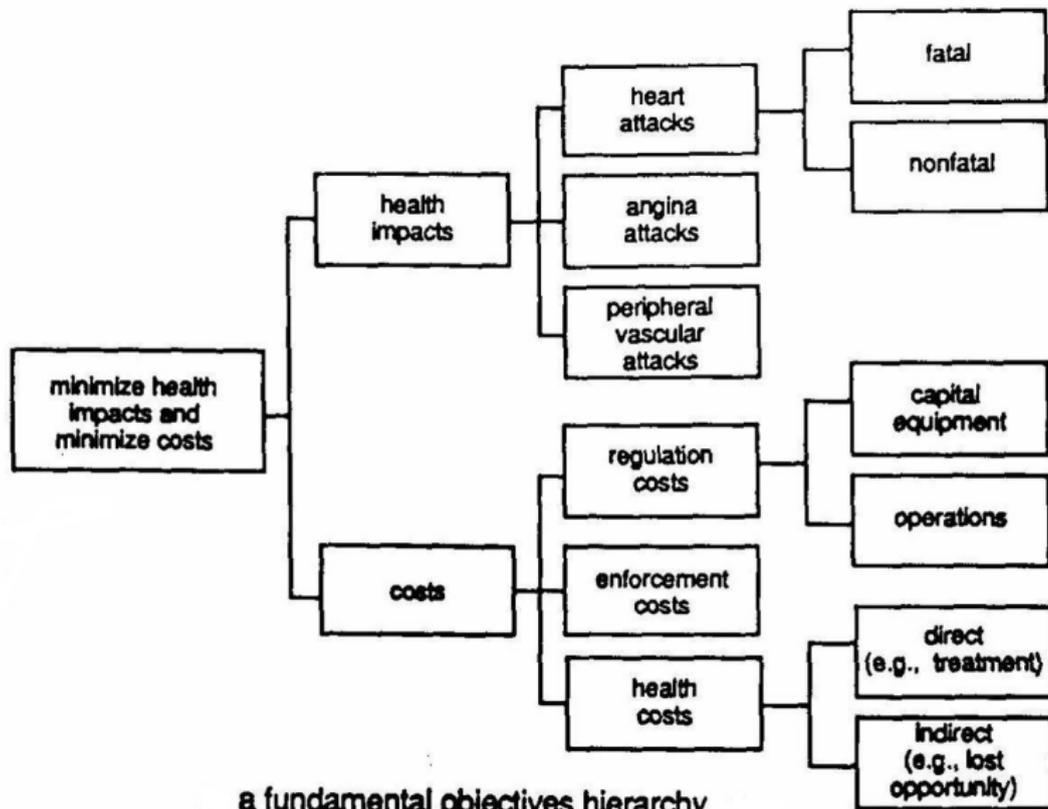 fatal
heart
attacks
nonfatal
health
impacts
angina
attacks
peripheral
vascular
attacks
minimize health
impacts and
minimize costs
capital
equipment
regulation
costs
operations
costs
enforcement
costs
direct
(e.g., treatment)
health
costs
indirect
(e.g., lost
opportunity)
a fundamental objectives hierarchy